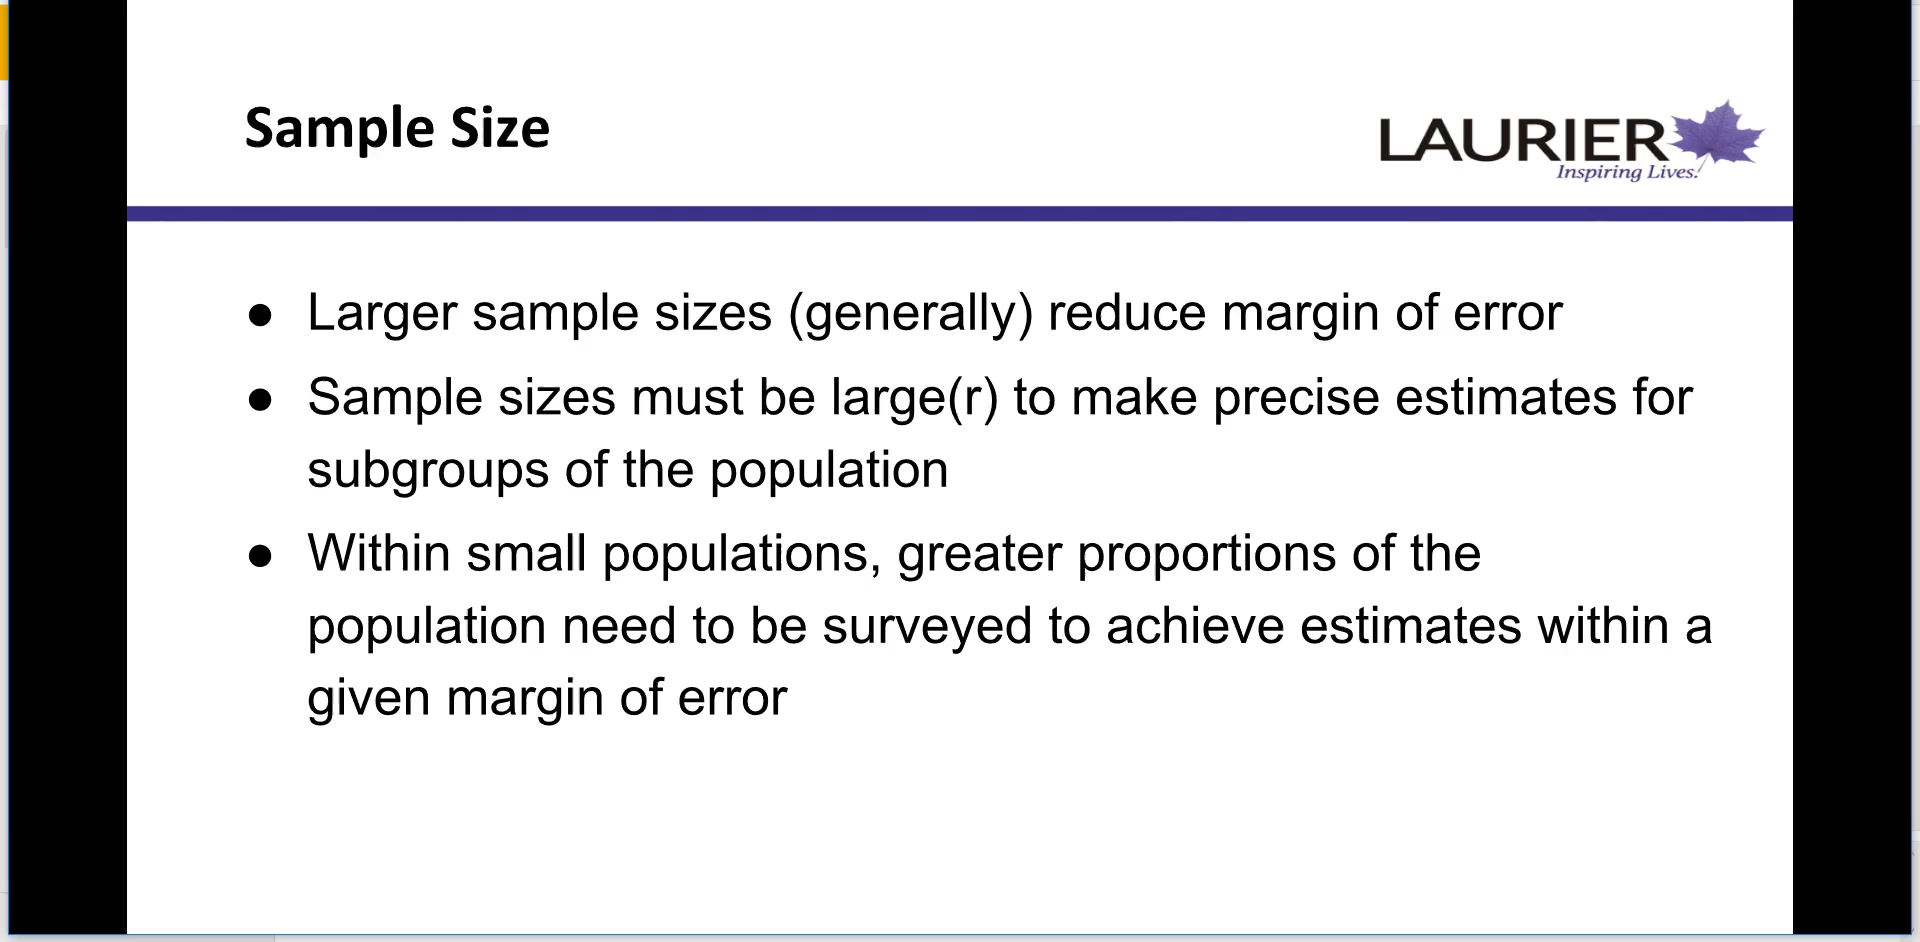 Sample Size
LAURIER
Inspiring Lives.
● Larger sample sizes (generally) reduce margin of error
● Sample sizes must be large(r) to make precise estimates for
subgroups of the population
● Within small populations, greater proportions of the
population need to be surveyed to achieve estimates within a
given margin of error